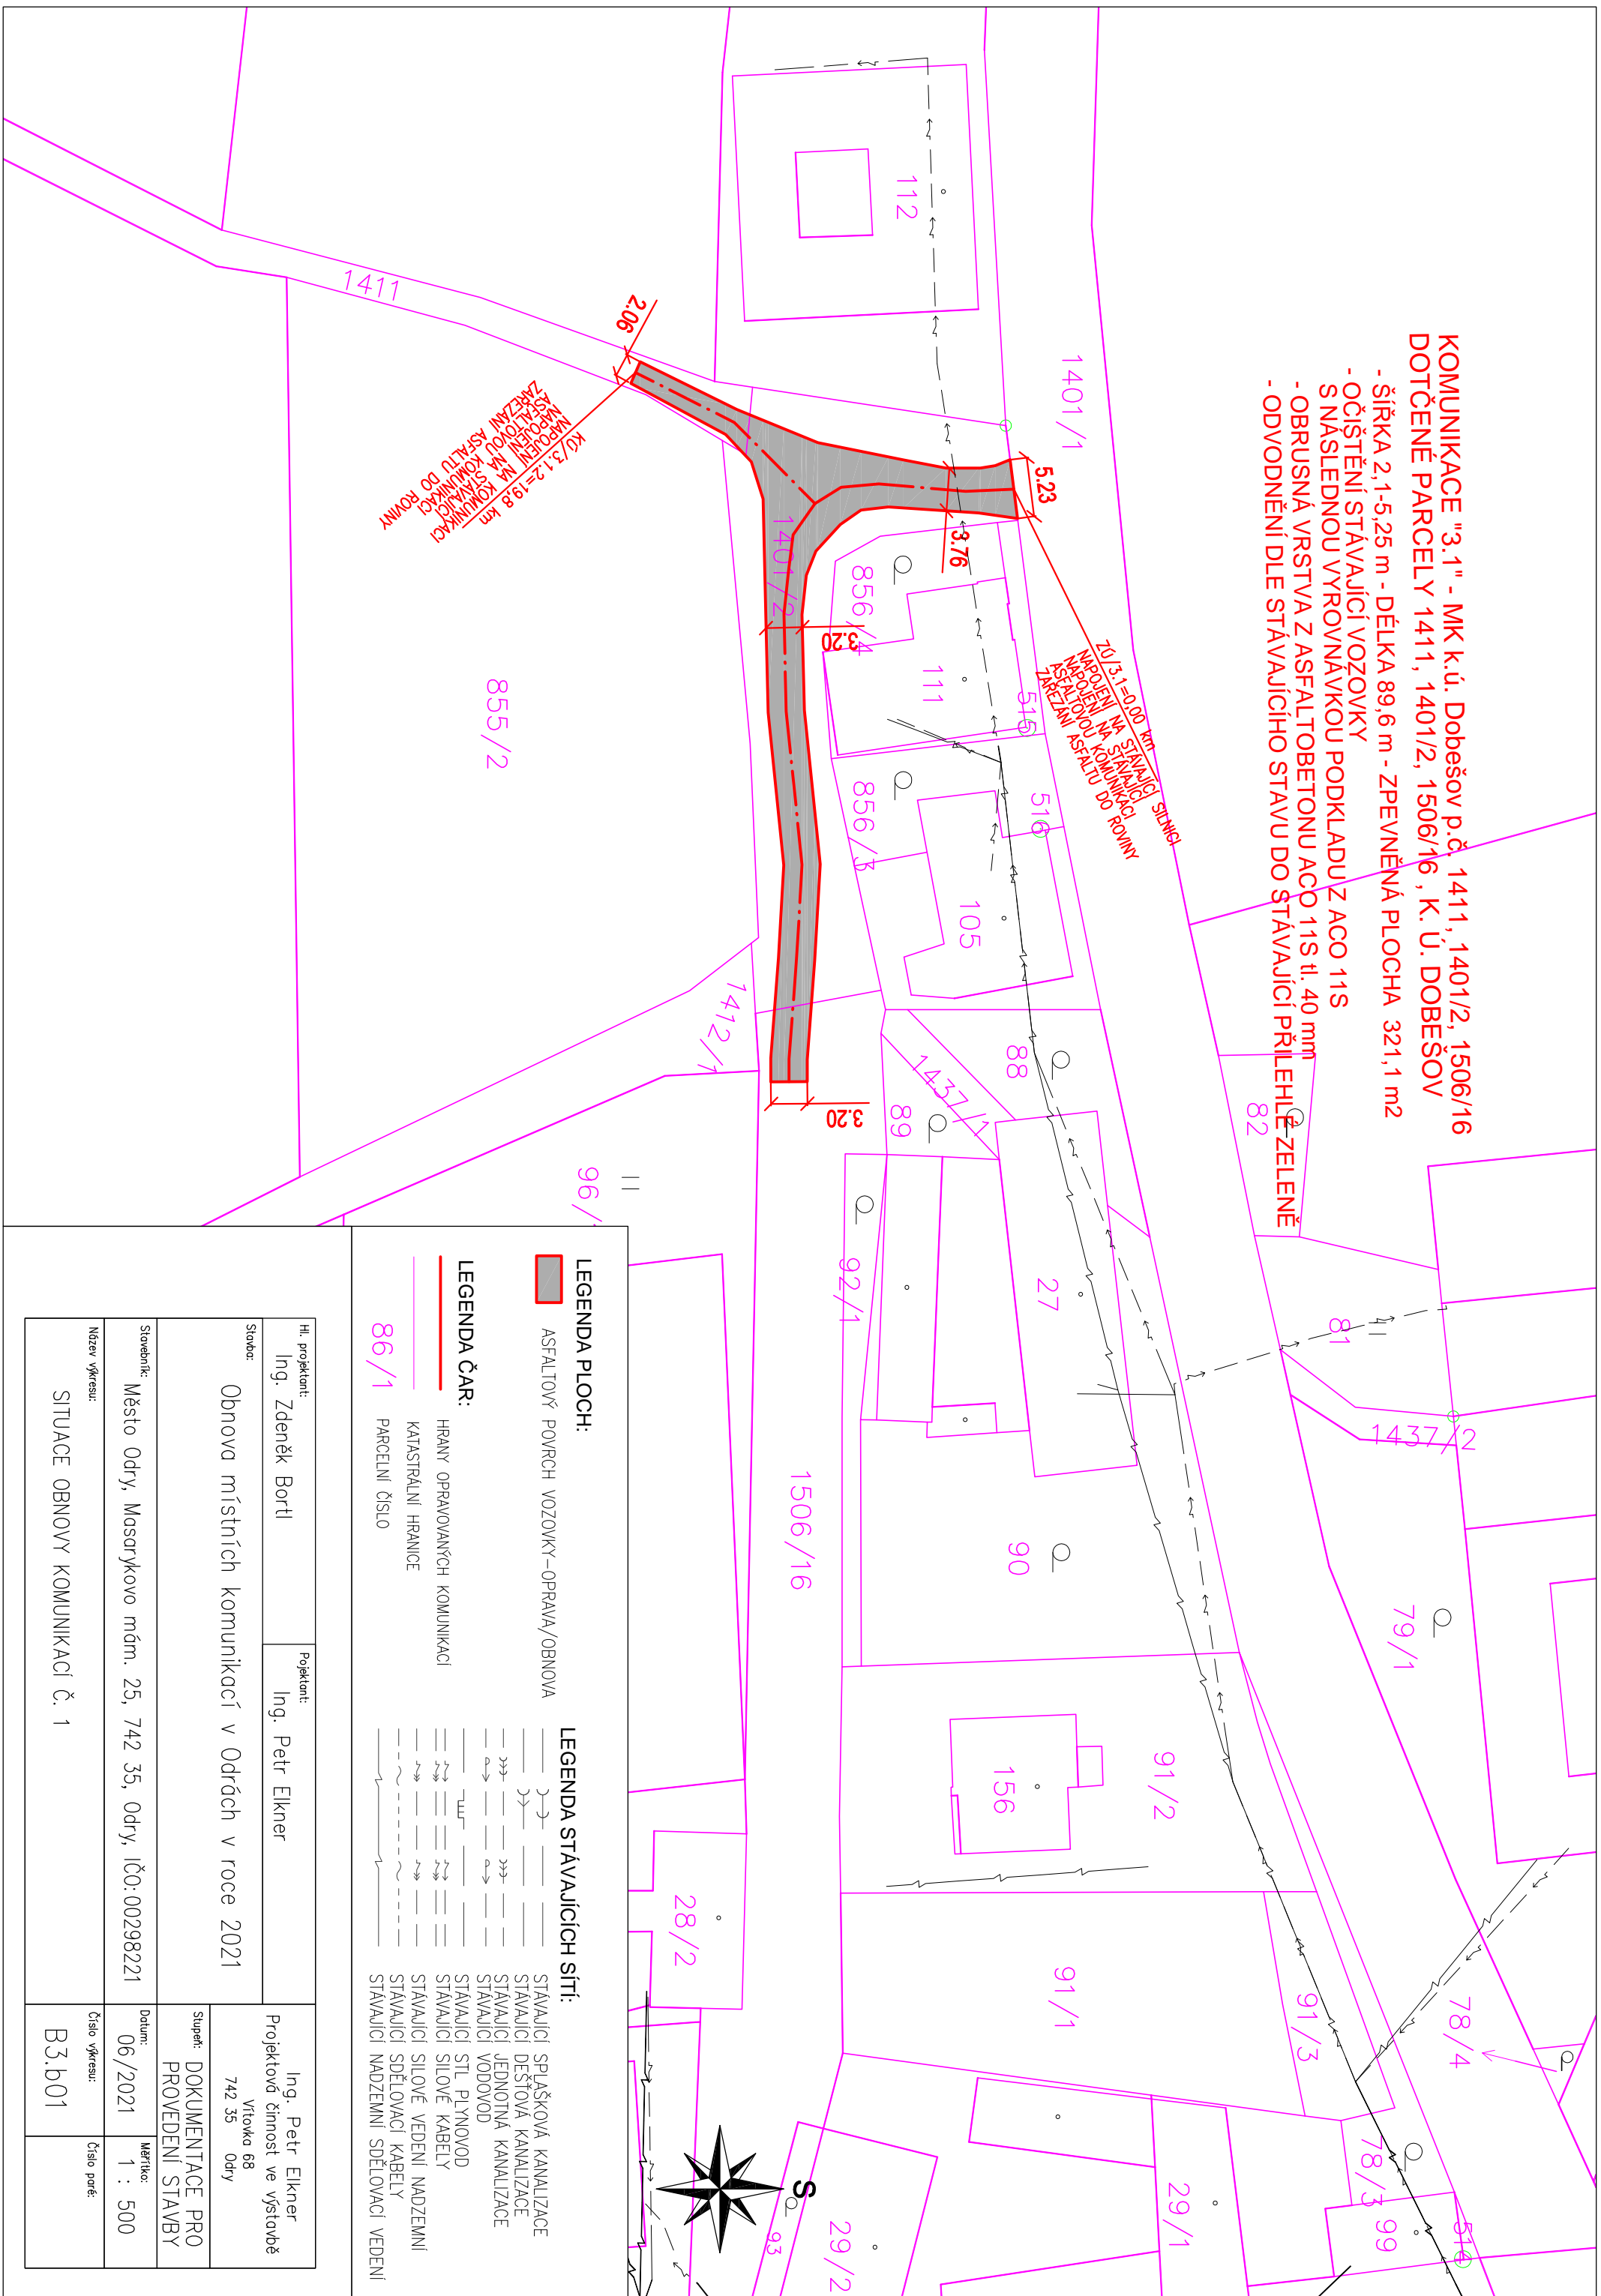 KOMUNIKACE "3.1" - MK k.ú. Dobešov p.č. 1411, 1401/2, 1506/16
DOTČENÉ PARCELY 1411, 1401/2, 1506/16 , K. Ú. DOBEŠOV
- ŠÍŘKA 2,1-5,25 m - DÉLKA 89,6 m - ZPEVNĚNÁ PLOCHA 321,1 m2
- OČIŠTĚNÍ STÁVAJÍCÍ VOZOVKY
S NÁSLEDNOU VYROVNÁVKOU PODKLADU Z ACO 11S
- OBRUSNÁ VRSTVA Z ASFALTOBETONU ACO 11S tl. 40 mm
- ODVODNĚNÍ DLE STÁVAJÍCÍHO STAVU DO STÁVAJÍCÍ PŘILEHLÉ ZELENĚ
ZÚ/3.1=0,00 km
NAPOJENÍ NA STÁVAJÍCÍ SILNICI
NAPOJENÍ NA STÁVAJÍCÍ
ASFALTOVOU KOMUNIKACI
ZAŘEZÁNÍ ASFALTU DO ROVINY
KÚ/3.1.2=19.8 km
NAPOJENÍ NA KOMUNIKACI
NAPOJENÍ NA STÁVAJÍCÍ
ASFALTOVOU KOMUNIKACI
ZAŘEZÁNÍ ASFALTU DO ROVINY
5.23
3.76
2.06
3.20
3.20
112
1401/1
1411
1401/2
856/4
111
515
516
856/3
105
855/2
1412/1
88
1437/1
89
82
81
1437/2
96/
92/1
27
90
1506/16
79/1
91/2
156
28/2
91/1
91/3
78/4
78/3
99
514
29/1
29/2
93
S
LEGENDA PLOCH:
ASFALTOVÝ POVRCH VOZOVKY-OPRAVA/OBNOVA
LEGENDA ČAR:
HRANY OPRAVOVANÝCH KOMUNIKACÍ
KATASTRÁLNÍ HRANICE
86/1 PARCELNÍ ČÍSLO
LEGENDA STÁVAJÍCÍCH SÍTÍ:
STÁVAJÍCÍ SPLAŠKOVÁ KANALIZACE
STÁVAJÍCÍ DEŠŤOVÁ KANALIZACE
STÁVAJÍCÍ JEDNOTNÁ KANALIZACE
STÁVAJÍCÍ VODOVOD
STÁVAJÍCÍ STL PLYNOVOD
STÁVAJÍCÍ SILOVÉ KABELY
STÁVAJÍCÍ SILOVÉ VEDENÍ NADZEMNÍ
STÁVAJÍCÍ SDĚLOVACÍ KABELY
STÁVAJÍCÍ NADZEMNÍ SDĚLOVACÍ VEDENÍ
Hl. projektant:
Ing. Zdeněk Bortl
Pojektant:
Ing. Petr Elkner
Ing. Petr Elkner
Projektová činnost ve výstavbě
Vítovka 68
742 35 Odry
Stavba:
Obnova místních komunikací v Odrách v roce 2021
Stupeň: DOKUMENTACE PRO
PROVEDENÍ STAVBY
Stavebník:
Město Odry, Masarykovo mám. 25, 742 35, Odry, IČO:00298221
Datum:
06/2021
Měřítko:
1 : 500
Název výkresu:
SITUACE OBNOVY KOMUNIKACÍ Č. 1
Číslo výkresu:
B3.b01
Číslo paré: